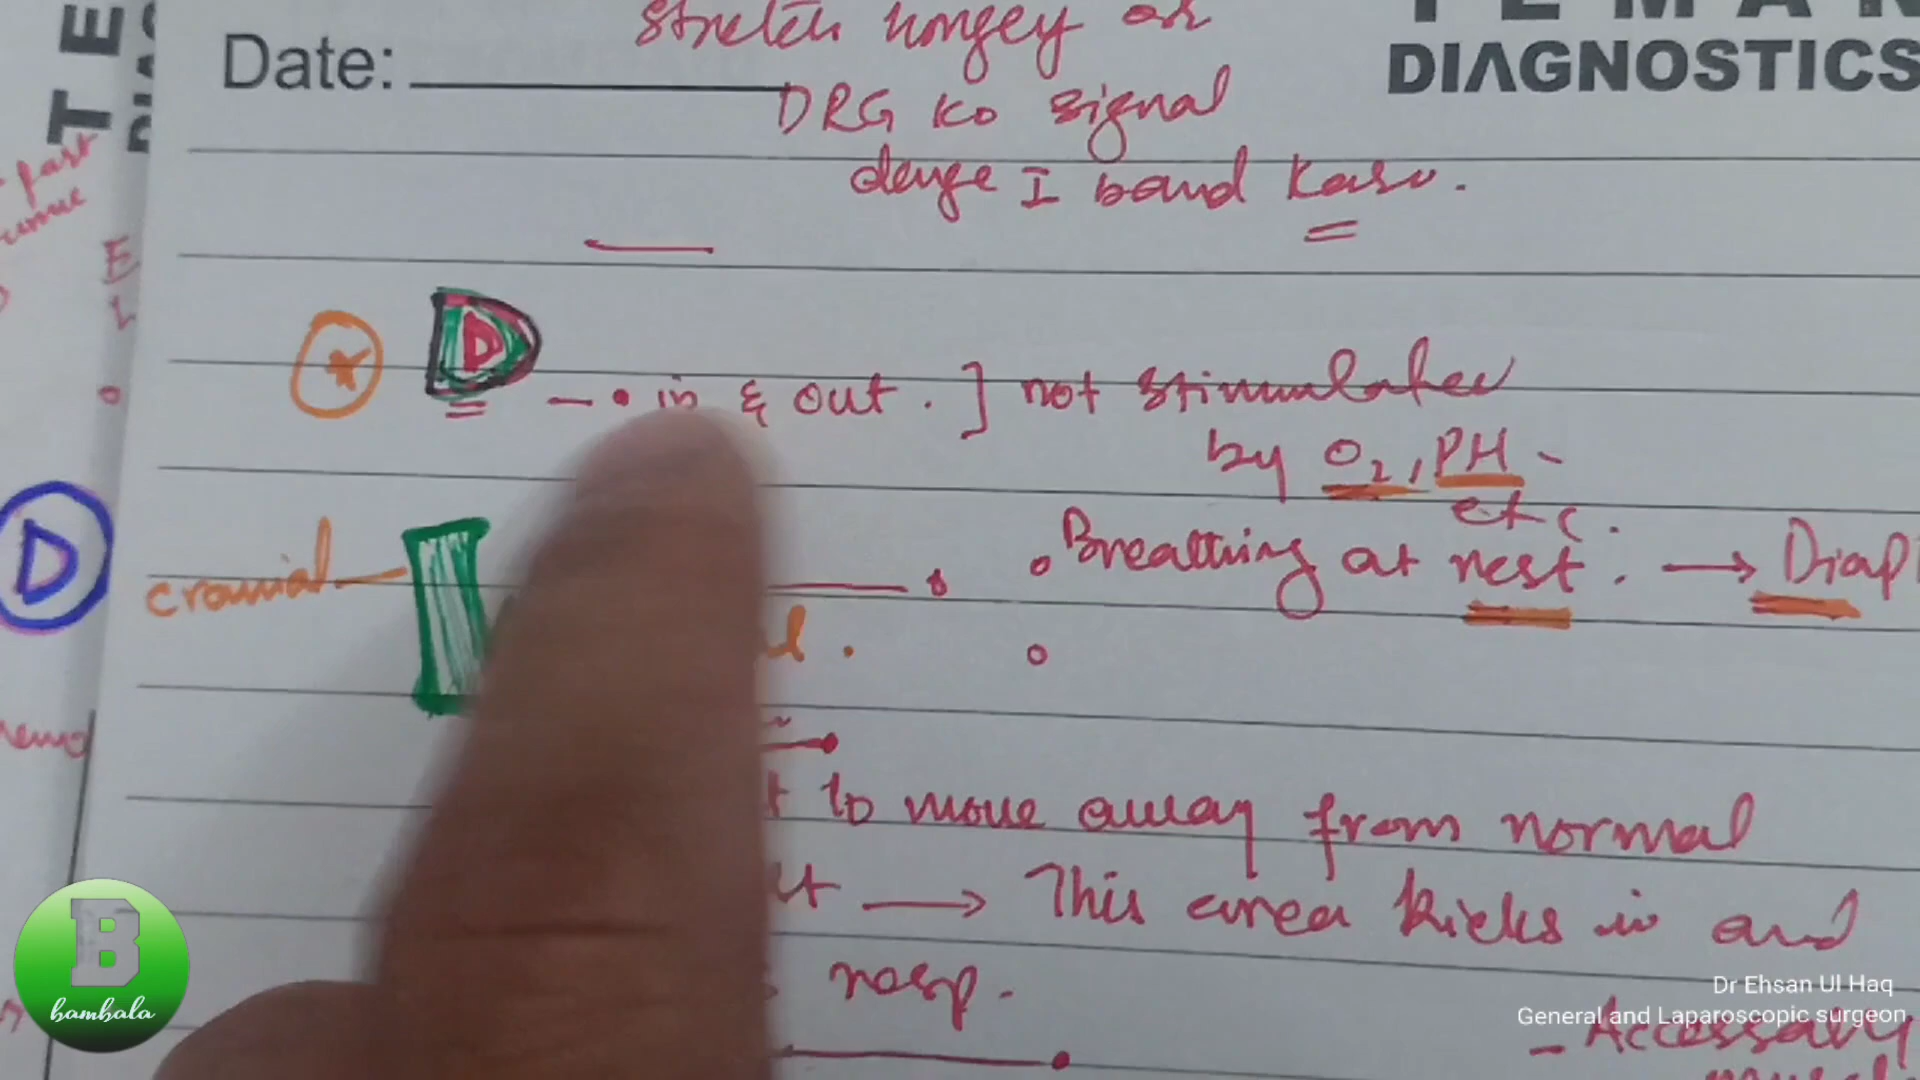 Date:
DIAGNOSTICS
stretch hongey or
DRG Ko signal
denge I band Karo.
D
- • in & out . ] not stimulated
by O2, PH -
etc.
cranial
• Breathing at rest : → Diap
D
to move away from normal
→ This area kicks in and
resp.
- Accessary
B
bambala
Dr Ehsan Ul Haq
General and Laparoscopic surgeon